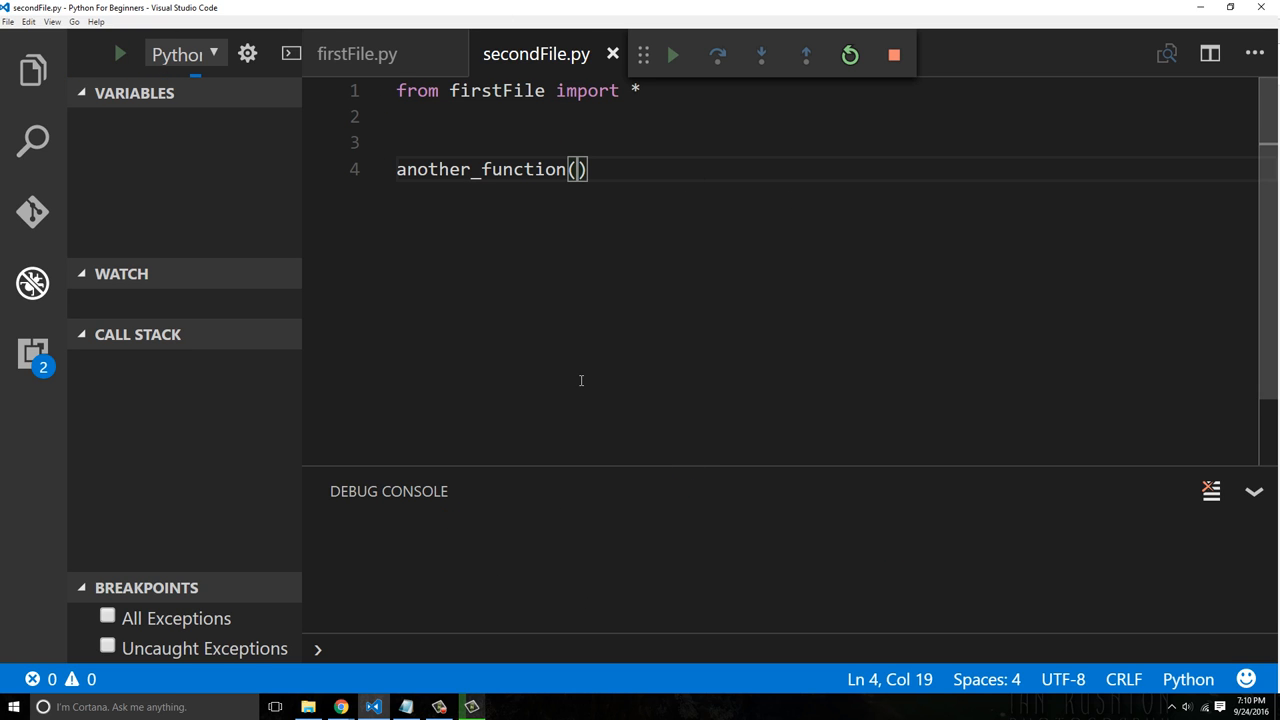 secondFile.py - Python For Beginners - Visual Studio Code
File Edit View Go Help
Python
firstFile.py
secondFile.py
VARIABLES
WATCH
CALL STACK
2
BREAKPOINTS
All Exceptions
Uncaught Exceptions
1 from firstFile import *
2
3
4 another_function()
DEBUG CONSOLE
0 0
Ln 4, Col 19
Spaces: 4
UTF-8
CRLF
Python
I'm Cortana. Ask me anything.
IAN RUSHTON
7:10 PM
9/24/2016